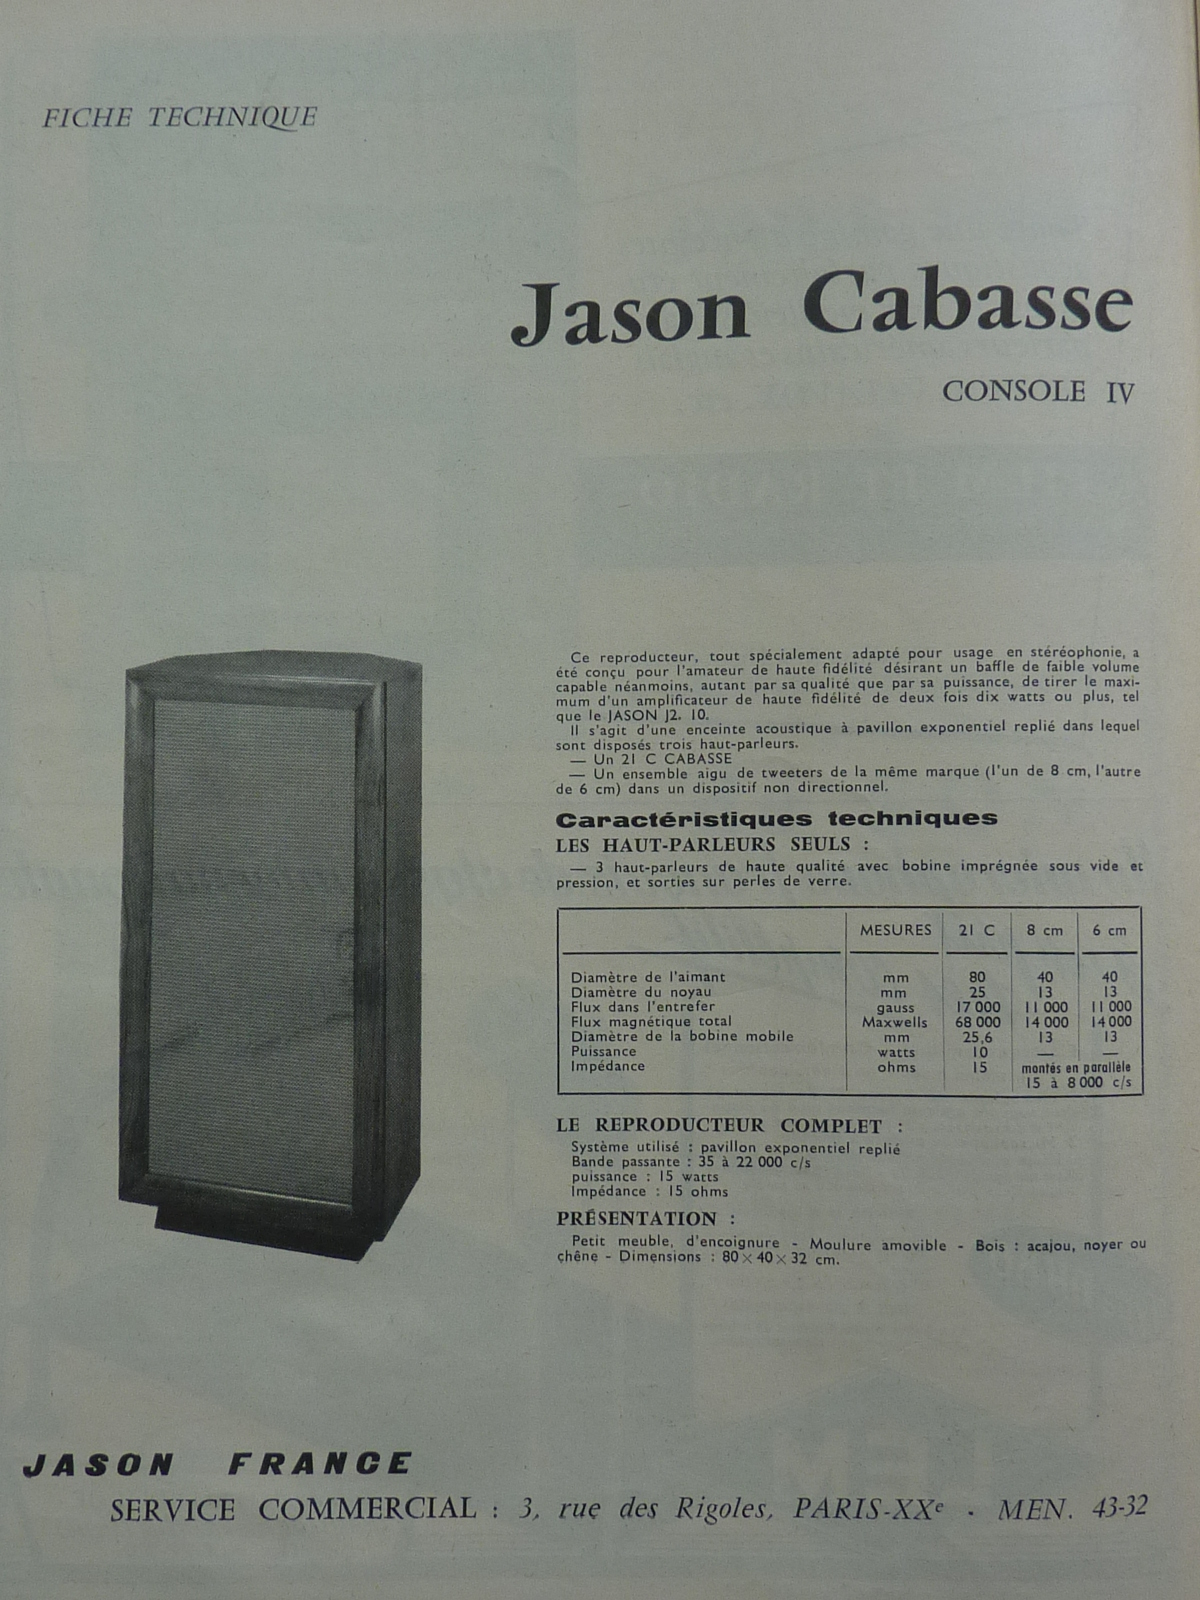 FICHE TECHNIQUE
Jason Cabasse
CONSOLE IV
Ce reproducteur, tout spécialement adapté pour usage en stéréophonie, a
été conçu pour l'amateur de haute fidélité désirant un baffle de faible volume
capable néanmoins, autant par sa qualité que par sa puissance, de tirer le maxi-
mum d'un amplificateur de haute fidélité de deux fois dix watts ou plus, tel
que le JASON J2. 10.
Il s'agit d'une enceinte acoustique à pavillon exponentiel replié dans lequel
sont disposés trois haut-parleurs.
— Un 21 C CABASSE
— Un ensemble aigu de tweeters de la même marque (l'un de 8 cm, l'autre
de 6 cm) dans un dispositif non directionnel.
Caractéristiques techniques
LES HAUT-PARLEURS SEULS :
— 3 haut-parleurs de haute qualité avec bobine imprégnée sous vide et
pression, et sorties sur perles de verre.
MESURES 21 C 8 cm 6 cm
Diamètre de l'aimant mm 80 40 40
Diamètre du noyau mm 25 13 13
Flux dans l'entrefer gauss 17 000 11 000 11 000
Flux magnétique total Maxwells 68 000 14 000 14 000
Diamètre de la bobine mobile mm 25,6 13 13
Puissance watts 10 — —
Impédance ohms 15 montés en parallèle
15 à 8 000 c/s
LE REPRODUCTEUR COMPLET :
Système utilisé : pavillon exponentiel replié
Bande passante : 35 à 22 000 c/s
puissance : 15 watts
Impédance : 15 ohms
PRÉSENTATION :
Petit meuble, d'encoignure - Moulure amovible - Bois : acajou, noyer ou
chêne - Dimensions : 80 × 40 × 32 cm.
JASON FRANCE
SERVICE COMMERCIAL : 3, rue des Rigoles, PARIS-XXe - MEN. 43-32